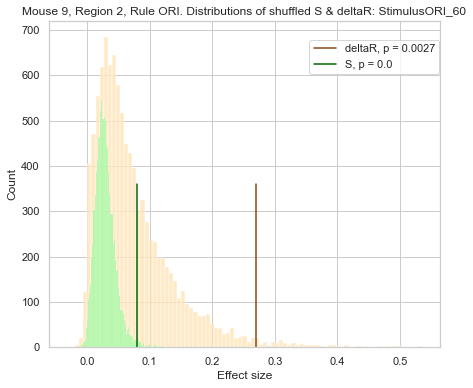 Mouse 9, Region 2, Rule ORI. Distributions of shuffled S & deltaR: StimulusORI_60
deltaR, p = 0.0027
S, p = 0.0
700
600
500
400
300
200
100
0
Count
0.0 0.1 0.2 0.3 0.4 0.5
Effect size